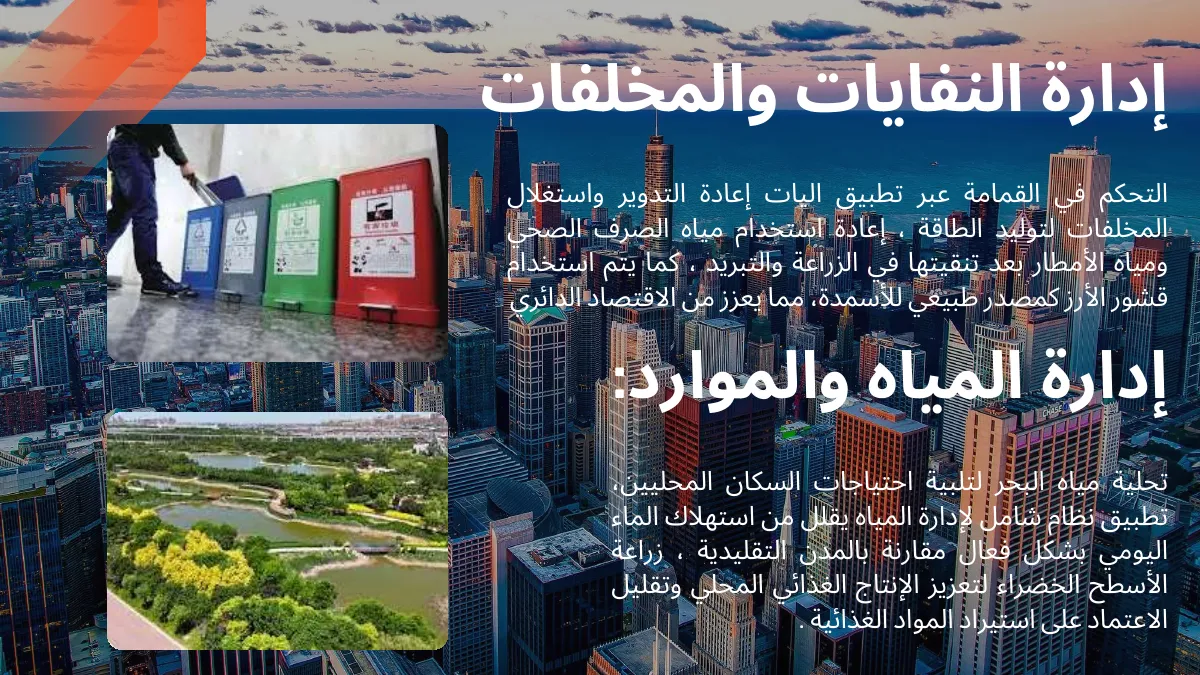 إدارة النفايات والمخلفات
التحكم في القمامة عبر تطبيق اليات إعادة التدوير واستغلال
المخلفات لتوليد الطاقة ، إعادة استخدام مياه الصرف الصحي
ومياه الأمطار بعد تنقيتها في الزراعة والتبريد ، كما يتم استخدام
قشور الأرز كمصدر طبيعي للأسمدة، مما يعزز من الاقتصاد الدائري
إدارة المياه والموارد:
تحلية مياه البحر لتلبية احتياجات السكان المحليين،
تطبيق نظام شامل لإدارة المياه يقلل من استهلاك الماء
اليومي بشكل فعال مقارنة بالمدن التقليدية ، زراعة
الأسطح الخضراء لتعزيز الإنتاج الغذائي المحلي وتقليل
الاعتماد على استيراد المواد الغذائية .
CHASE